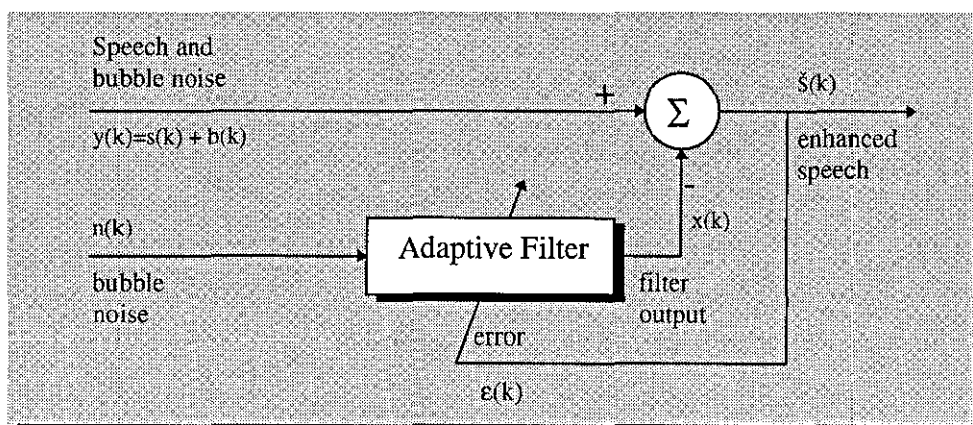 Speech and
bubble noise
y(k)=s(k) + b(k)
+
Σ
š(k)
enhanced
speech
-
x(k)
n(k)
bubble
noise
Adaptive Filter
filter
output
error
ε(k)